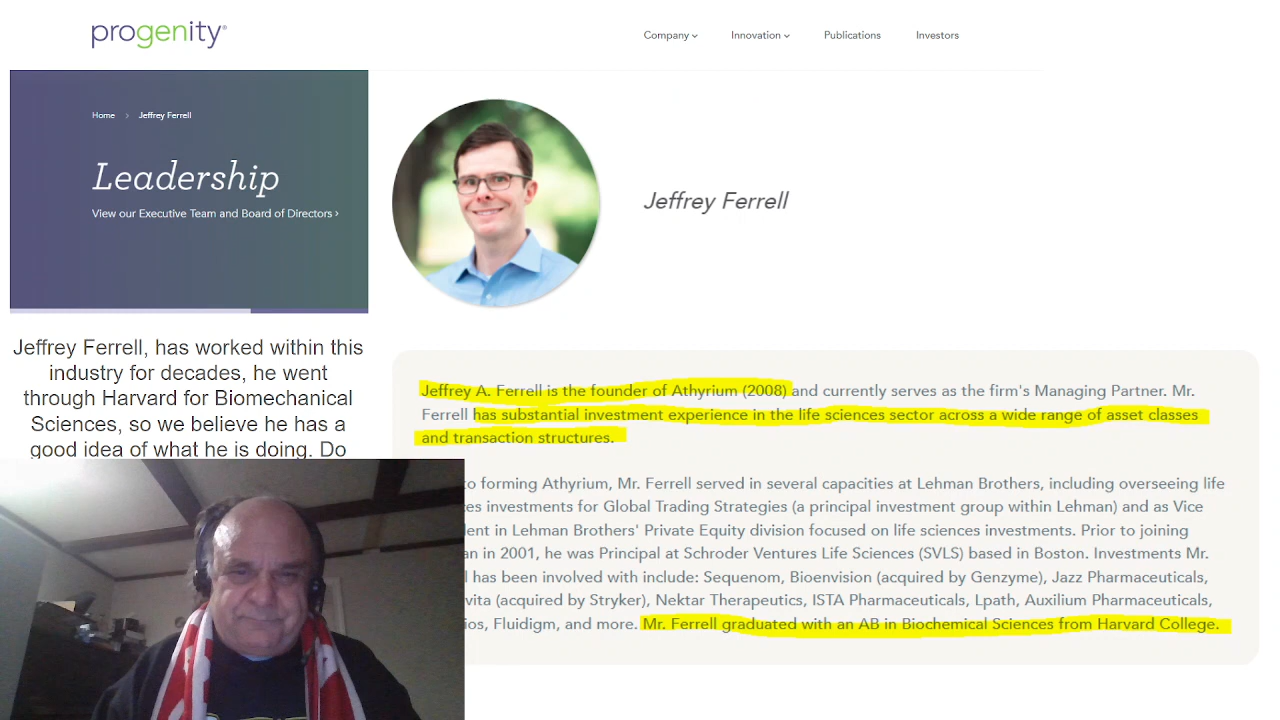 progenity®
Company
Innovation
Publications
Investors
Home > Jeffrey Ferrell
Leadership
View our Executive Team and Board of Directors >
Jeffrey Ferrell
Jeffrey Ferrell, has worked within this
industry for decades, he went
through Harvard for Biomechanical
Sciences, so we believe he has a
good idea of what he is doing. Do
Jeffrey A. Ferrell is the founder of Athyrium (2008) and currently serves as the firm's Managing Partner. Mr.
Ferrell has substantial investment experience in the life sciences sector across a wide range of asset classes
and transaction structures.
to forming Athyrium, Mr. Ferrell served in several capacities at Lehman Brothers, including overseeing life
investments for Global Trading Strategies (a principal investment group within Lehman) and as Vice
in Lehman Brothers' Private Equity division focused on life sciences investments. Prior to joining
in 2001, he was Principal at Schroder Ventures Life Sciences (SVLS) based in Boston. Investments Mr.
has been involved with include: Sequenom, Bioenvision (acquired by Genzyme), Jazz Pharmaceuticals,
(acquired by Stryker), Nektar Therapeutics, ISTA Pharmaceuticals, Lpath, Auxilium Pharmaceuticals,
Fluidigm, and more. Mr. Ferrell graduated with an AB in Biochemical Sciences from Harvard College.